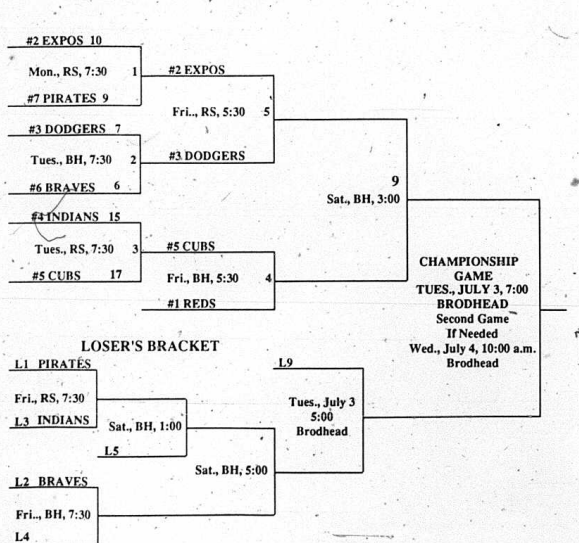 #2 EXPOS 10
Mon., RS, 7:30 1
#7 PIRATES 9
#2 EXPOS
Fri.., RS, 5:30 5
#3 DODGERS 7
Tues., BH, 7:30 2
#3 DODGERS
#6 BRAVES 6
9
Sat., BH, 3:00
#4 INDIANS 15
Tues., RS, 7:30 3
#5 CUBS 17
#5 CUBS
Fri., BH, 5:30 4
#1 REDS
CHAMPIONSHIP
GAME
TUES., JULY 3, 7:00
BRODHEAD
Second Game
If Needed
Wed., July 4, 10:00 a.m.
Brodhead
LOSER'S BRACKET
L1 PIRATES
Fri., RS, 7:30
L3 INDIANS
Sat., BH, 1:00
L5
Sat., BH, 5:00
L2 BRAVES
Fri.., BH, 7:30
L4
L9
Tues., July 3
5:00
Brodhead